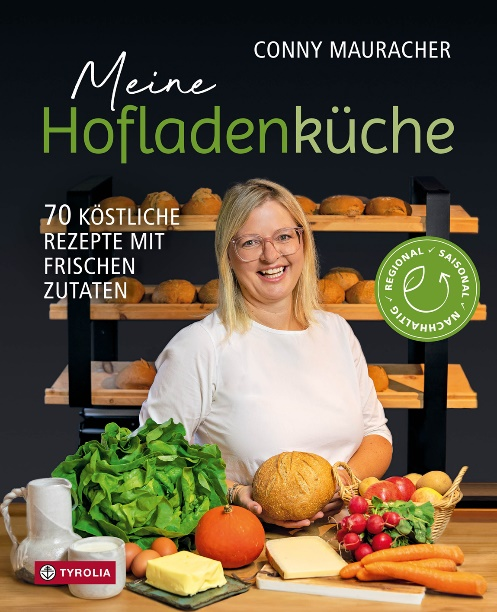 CONNY MAURACHER
Meine
Hofladenküche
70 KÖSTLICHE
REZEPTE MIT
FRISCHEN
ZUTATEN
REGIONAL ✓ SAISONAL ✓ NACHHALTIG ✓
TYROLIA